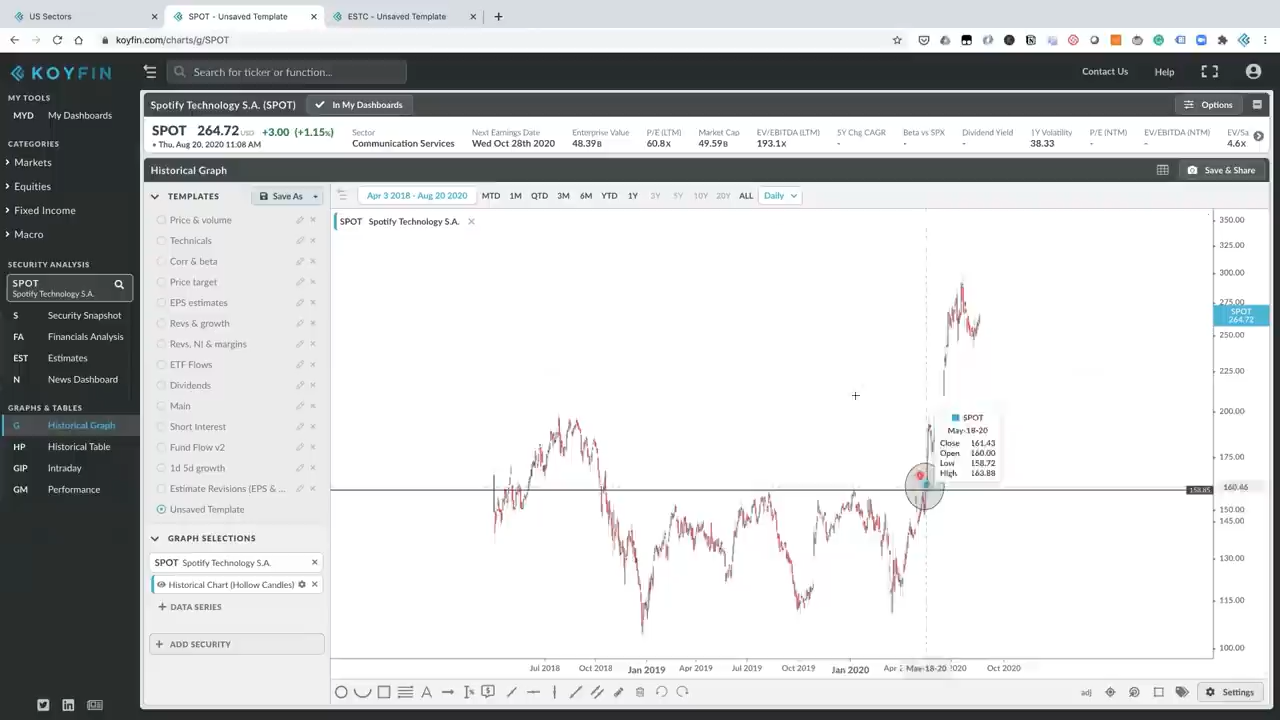 US Sectors
SPOT - Unsaved Template
ESTC - Unsaved Template
koyfin.com/charts/g/SPOT
KOYFIN
Search for ticker or function...
Contact Us
Help
MY TOOLS
MYD My Dashboards
CATEGORIES
Markets
Equities
Fixed Income
Macro
SECURITY ANALYSIS
SPOT
Spotify Technology S.A.
S Security Snapshot
FA Financials Analysis
EST Estimates
N News Dashboard
GRAPHS & TABLES
G Historical Graph
HP Historical Table
GIP Intraday
GM Performance
Spotify Technology S.A. (SPOT)
In My Dashboards
Options
SPOT 264.72 USD +3.00 (+1.15%)
• Thu, Aug 20, 2020 11:08 AM
Sector Next Earnings Date Enterprise Value P/E (LTM) Market Cap EV/EBITDA (LTM) 5Y Chg CAGR Beta vs SPX Dividend Yield 1Y Volatility P/E (NTM) EV/EBITDA (NTM) EV/Sa
Communication Services Wed Oct 28th 2020 48.39B 60.8X 49.59B 193.1X - - - 38.33 - - 4.6X
Historical Graph
Save & Share
TEMPLATES
Save As
Price & volume
Technicals
Corr & beta
Price target
EPS estimates
Revs & growth
Revs, NI & margins
ETF Flows
Dividends
Main
Short Interest
Fund Flow v2
1d 5d growth
Estimate Revisions (EPS & ...
Unsaved Template
GRAPH SELECTIONS
SPOT Spotify Technology S.A.
Historical Chart (Hollow Candles)
+ DATA SERIES
+ ADD SECURITY
Apr 3 2018 - Aug 20 2020
MTD 1M QTD 3M 6M YTD 1Y 3Y 5Y 10Y 20Y ALL
Daily
SPOT Spotify Technology S.A.
350.00
325.00
300.00
275.00
SPOT
264.72
250.00
225.00
200.00
175.00
158.85
160.46
150.00
145.00
130.00
115.00
100.00
SPOT
May-18-20
Close 161.43
Open 160.00
Low 158.72
High 163.88
Jul 2018 Oct 2018 Jan 2019 Apr 2019 Jul 2019 Oct 2019 Jan 2020 Apr 2 May-18-20 2020 Oct 2020
adj
Settings